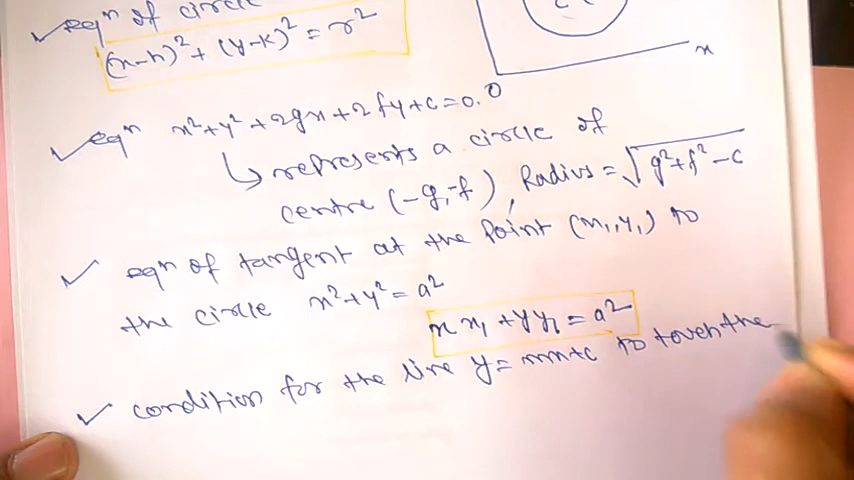 ✓ eqⁿ of circle
(x-h)² + (y-k)² = r²
x
✓ eqⁿ x²+y²+2gx+2fy+c=0.
↳ represents a circle of
centre (-g,-f), Radius = √g²+f²-c
✓ eqⁿ of tangent at the point (x₁,y₁) to
the circle x²+y²=a²
xx₁+yy₁=a²
✓ condition for the line y=mx+c to touch the